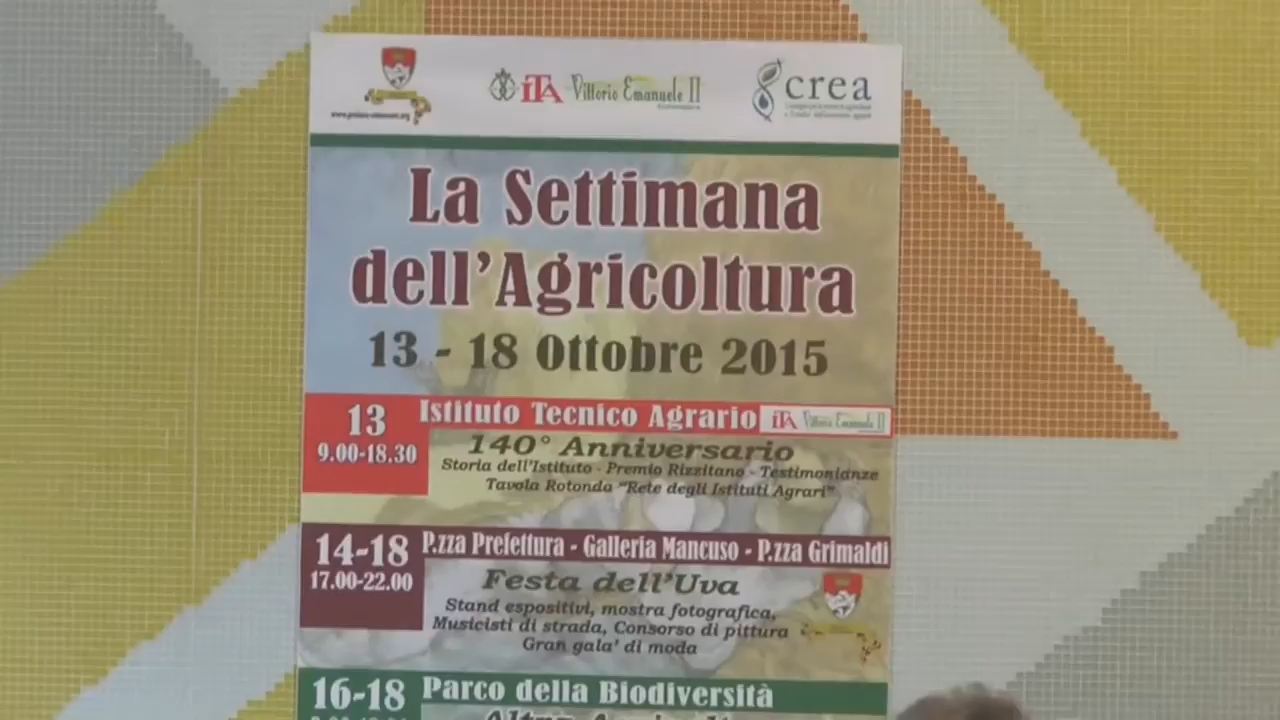 ITA Vittorio Emanuele II
crea
La Settimana
dell'Agricoltura
13 - 18 Ottobre 2015
13
9.00-18.30
Istituto Tecnico Agrario ITA Vittorio Emanuele II
140° Anniversario
Storia dell'Istituto - Premio Rizzitano - Testimonianze
Tavola Rotonda "Rete degli Istituti Agrari"
14-18
17.00-22.00
P.zza Prefettura - Galleria Mancuso - P.zza Grimaldi
Festa dell'Uva
Stand espositivi, mostra fotografica,
Musicisti di strada, Consorso di pittura
Gran gala' di moda
16-18
Parco della Biodiversità